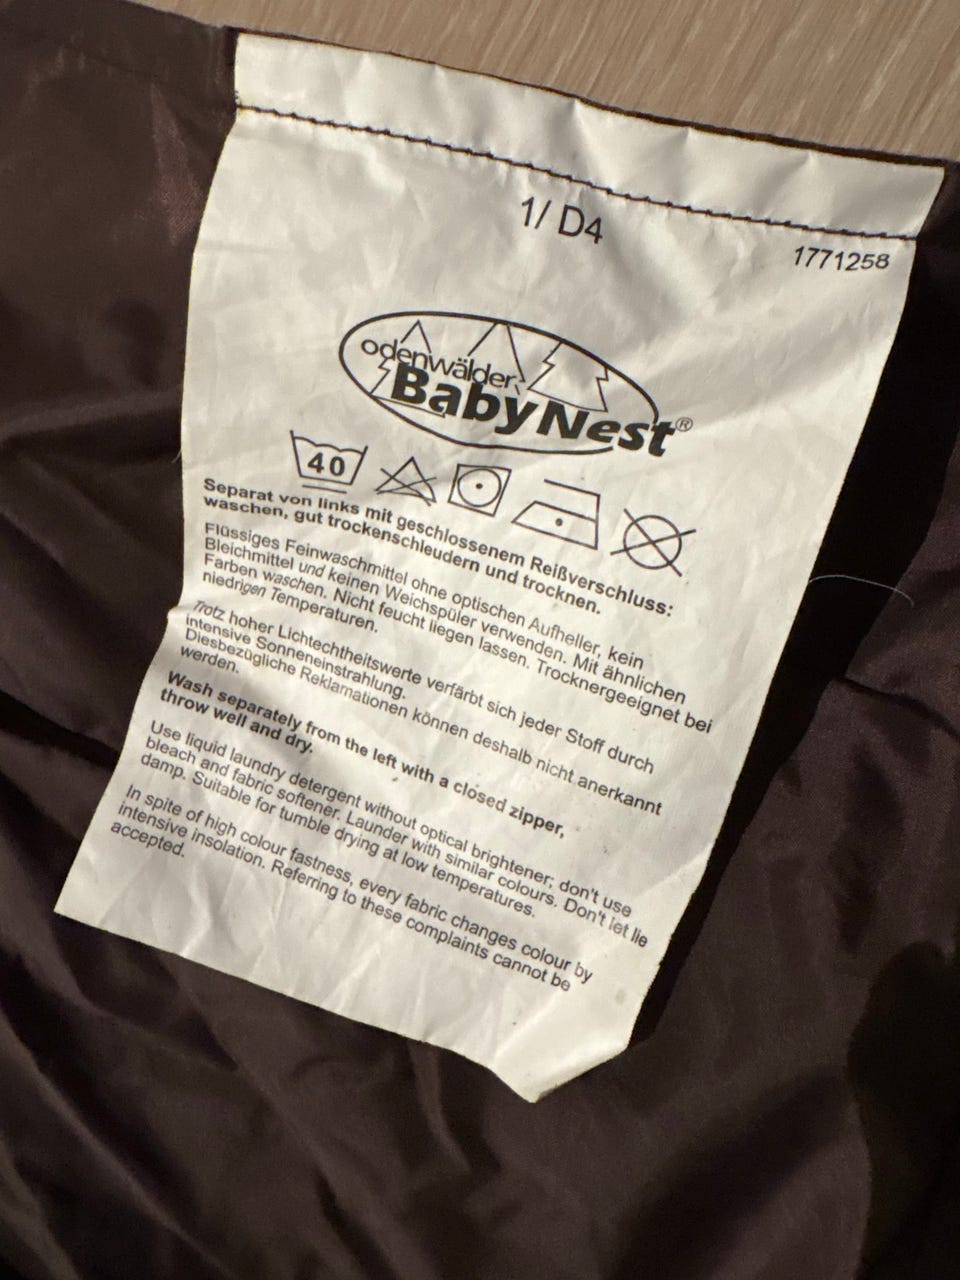 1/ D4
1771258
odenwälder
BabyNest®
40
Separat von links mit geschlossenem Reißverschluss:
waschen, gut trockenschleudern und trocknen.
Flüssiges Feinwaschmittel ohne optischen Aufheller, kein
Bleichmittel und keinen Weichspüler verwenden. Mit ähnlichen
Farben waschen. Nicht feucht liegen lassen. Trocknergeeignet bei
niedrigen Temperaturen.
Trotz hoher Lichtechtheitswerte verfärbt sich jeder Stoff durch
intensive Sonneneinstrahlung.
Diesbezügliche Reklamationen können deshalb nicht anerkannt
werden.
Wash separately from the left with a closed zipper,
throw well and dry.
Use liquid laundry detergent without optical brightener; don't use
bleach and fabric softener. Launder with similar colours. Don't let lie
damp. Suitable for tumble drying at low temperatures.
In spite of high colour fastness, every fabric changes colour by
intensive insolation. Referring to these complaints cannot be
accepted.